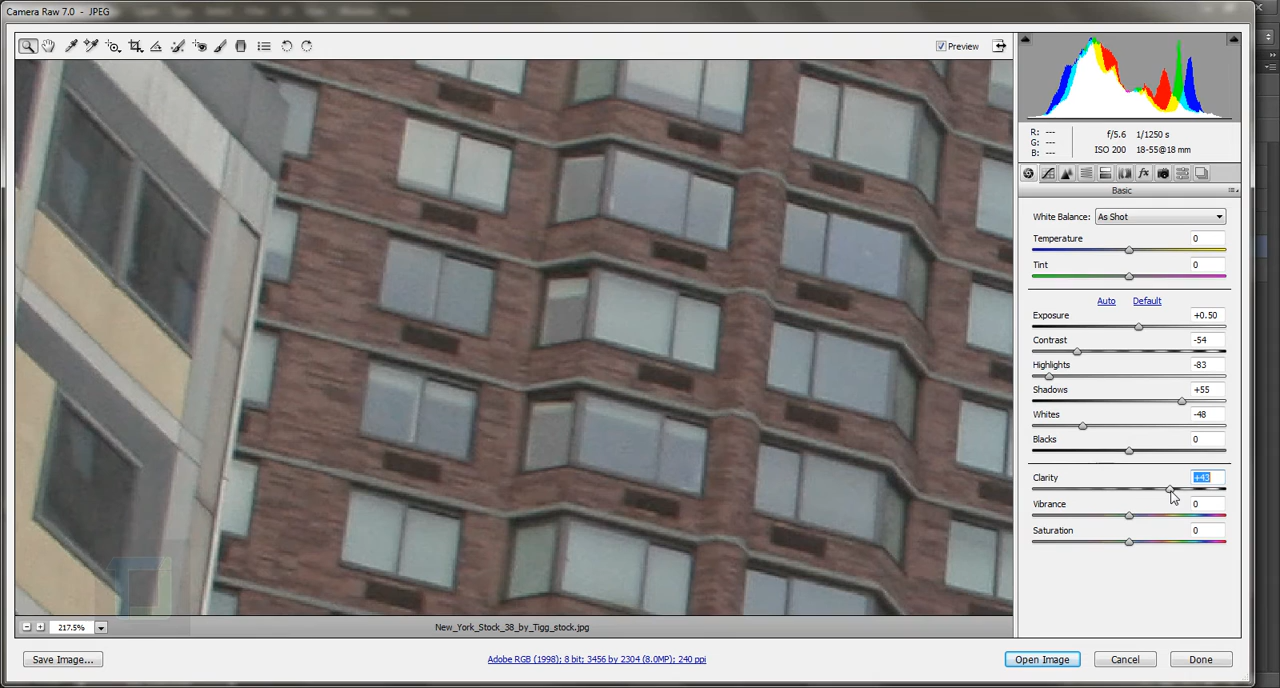 Camera Raw 7.0 - JPEG
Preview
R: ---
G: ---
B: ---
f/5.6 1/1250 s
ISO 200 18-55@18 mm
fx
Basic
White Balance: As Shot
Temperature 0
Tint 0
Auto Default
Exposure +0.50
Contrast -54
Highlights -83
Shadows +55
Whites -48
Blacks 0
Clarity +43
Vibrance 0
Saturation 0
217.5% New_York_Stock_38_by_Tigg_stock.jpg
Save Image... Adobe RGB (1998); 8 bit; 3456 by 2304 (8.0MP); 240 ppi Open Image Cancel Done